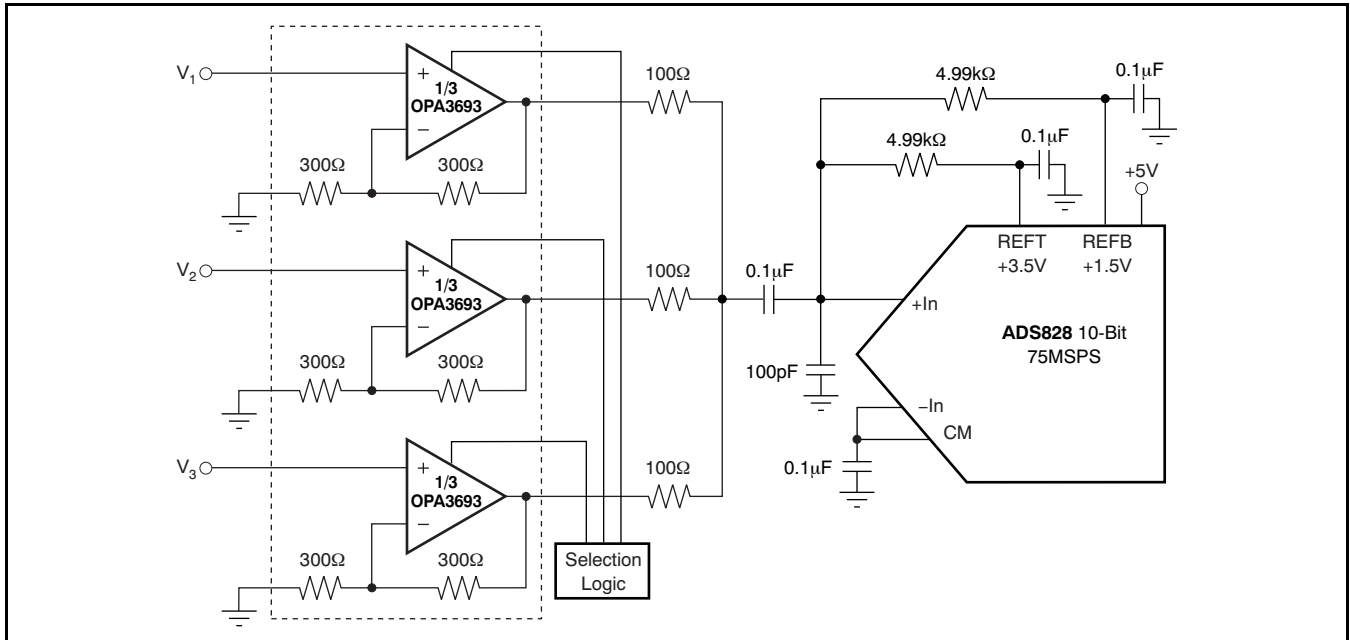 V1
+
1/3
OPA3693
−
300Ω
300Ω
100Ω
V2
+
1/3
OPA3693
−
300Ω
300Ω
100Ω
V3
+
1/3
OPA3693
−
300Ω
300Ω
100Ω
Selection
Logic
0.1µF
100pF
4.99kΩ
0.1µF
4.99kΩ
0.1µF
+5V
REFT
+3.5V
REFB
+1.5V
+In
ADS828 10-Bit
75MSPS
−In
CM
0.1µF